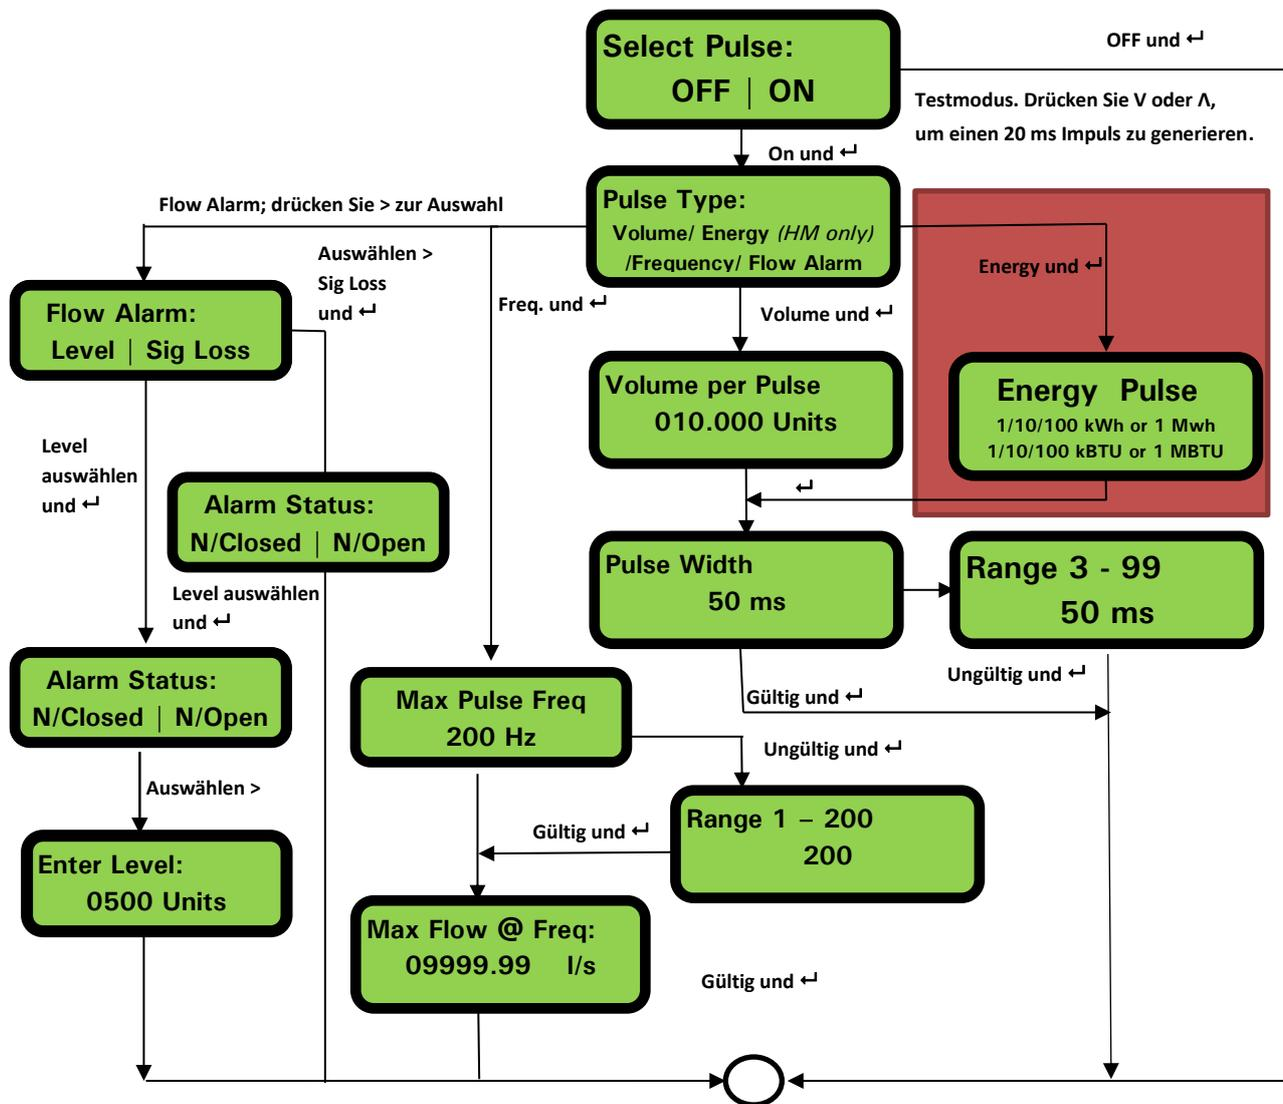 Select Pulse:
OFF | ON
OFF und ↵
Testmodus. Drücken Sie V oder Λ,
um einen 20 ms Impuls zu generieren.
On und ↵
Pulse Type:
Volume/ Energy (HM only)
/Frequency/ Flow Alarm
Flow Alarm; drücken Sie > zur Auswahl
Auswählen >
Sig Loss
und ↵
Freq. und ↵
Volume und ↵
Energy und ↵
Flow Alarm:
Level | Sig Loss
Volume per Pulse
010.000 Units
Energy Pulse
1/10/100 kWh or 1 Mwh
1/10/100 kBTU or 1 MBTU
Level
auswählen
und ↵
↵
Alarm Status:
N/Closed | N/Open
Pulse Width
50 ms
Range 3 - 99
50 ms
Level auswählen
und ↵
Alarm Status:
N/Closed | N/Open
Max Pulse Freq
200 Hz
Gültig und ↵
Ungültig und ↵
Ungültig und ↵
Auswählen >
Range 1 – 200
200
Gültig und ↵
Enter Level:
0500 Units
Max Flow @ Freq:
09999.99 l/s
Gültig und ↵